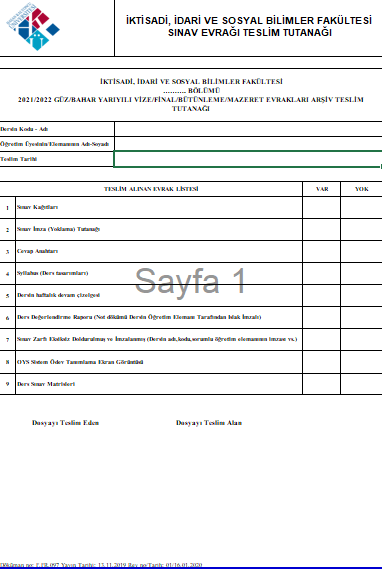 İKTİSADİ, İDARİ VE SOSYAL BİLİMLER FAKÜLTESİ
SINAV EVRAĞI TESLİM TUTANAĞI
İKTİSADİ, İDARİ VE SOSYAL BİLİMLER FAKÜLTESİ
.......... BÖLÜMÜ
2021/2022 GÜZ/BAHAR YARIYILI VİZE/FİNAL/BÜTÜNLEME/MAZERET EVRAKLARI ARŞİV TESLİM
TUTANAĞI
Dersin Kodu - Adı
Öğretim Üyesinin/Elemanının Adı-Soyadı
Teslim Tarihi
TESLİM ALINAN EVRAK LİSTESİ VAR YOK
1 Sınav Kağıtları
2 Sınav İmza (Yoklama) Tutanağı
3 Cevap Anahtarı
4 Syllabus (Ders tasarımları)
Sayfa 1
5 Dersin haftalık devam çizelgesi
6 Ders Değerlendirme Raporu (Not dökümü Dersin Öğretim Elemanı Tarafından Islak İmzalı)
7 Sınav Zarfı Eksiksiz Doldurulmuş ve İmzalanmış (Dersin adı,kodu,sorumlu öğretim elemanının imzası vs.)
8 OYS Sistem Ödev Tanımlama Ekran Görüntüsü
9 Ders Sınav Matrisleri
Dosyayı Teslim Eden Dosyayı Teslim Alan
Yayın Tarihi: 13.11.2019 Rev no/Tarih: 01/16.01.2020